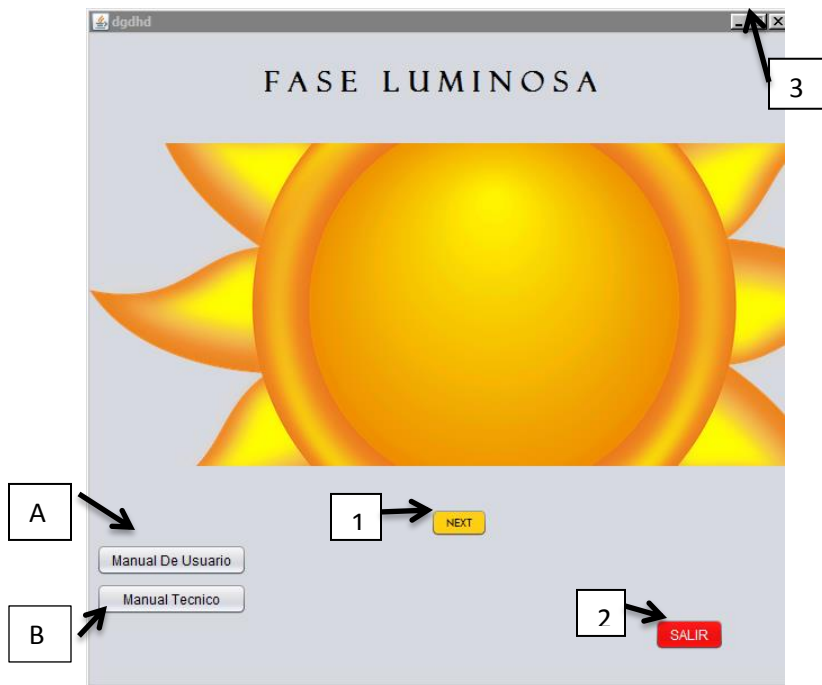 dgdhd
FASE LUMINOSA
3
A
1
NEXT
Manual De Usuario
Manual Tecnico
B
2
SALIR